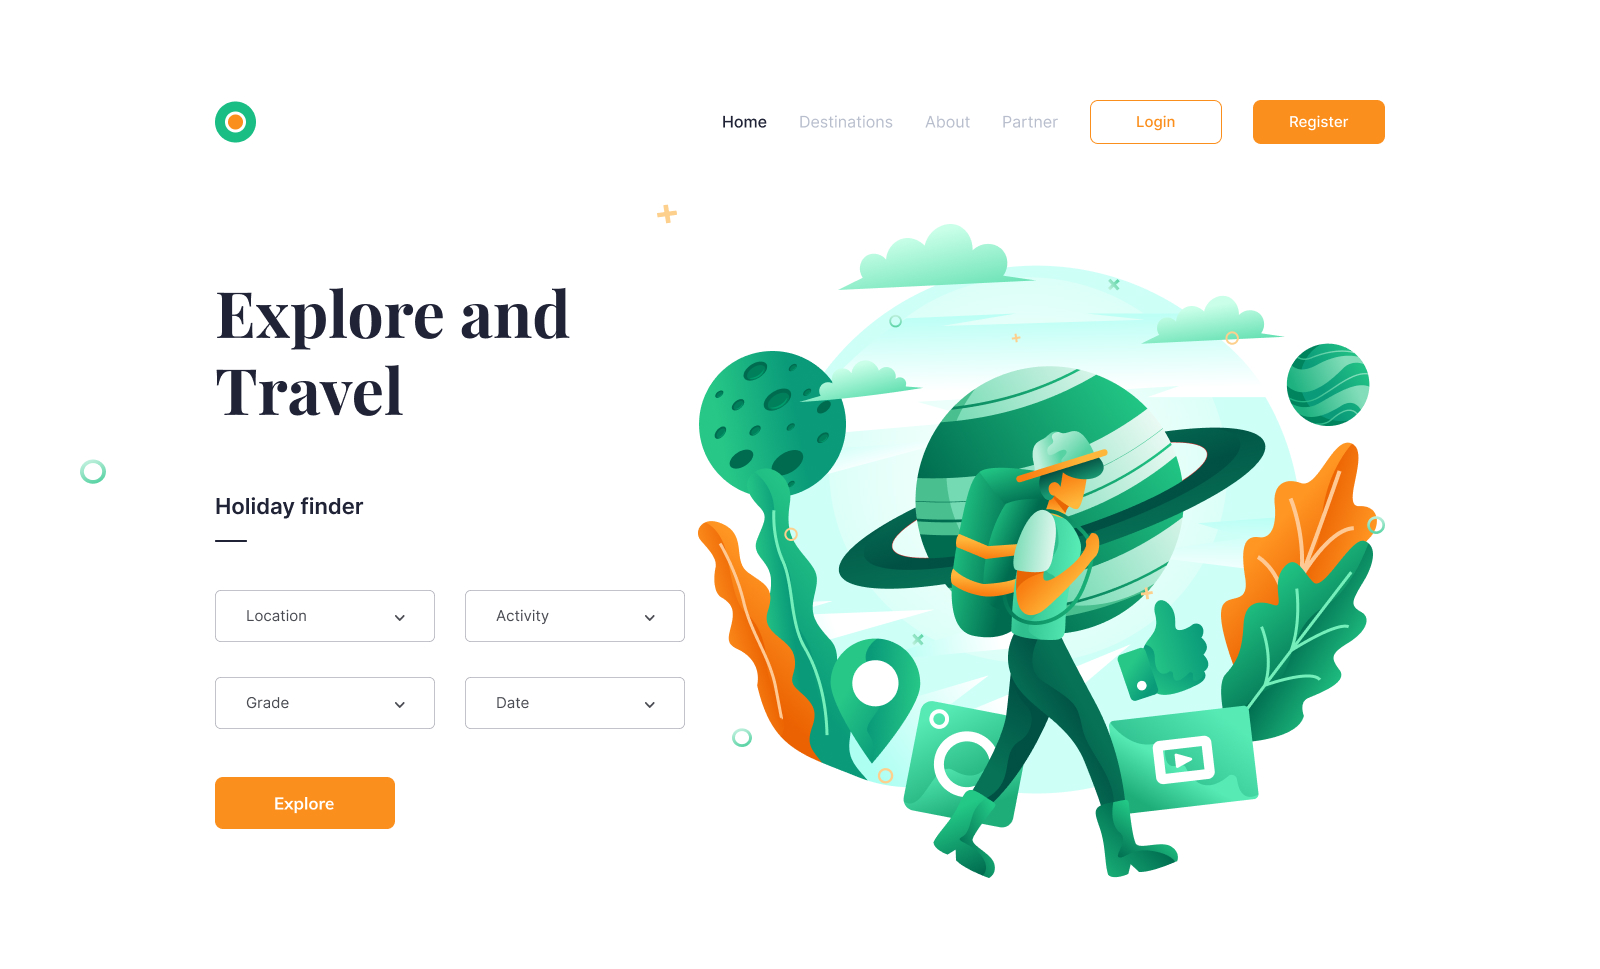 Home Destinations About Partner Login Register
Explore and
Travel
Holiday finder
Location Activity
Grade Date
Explore